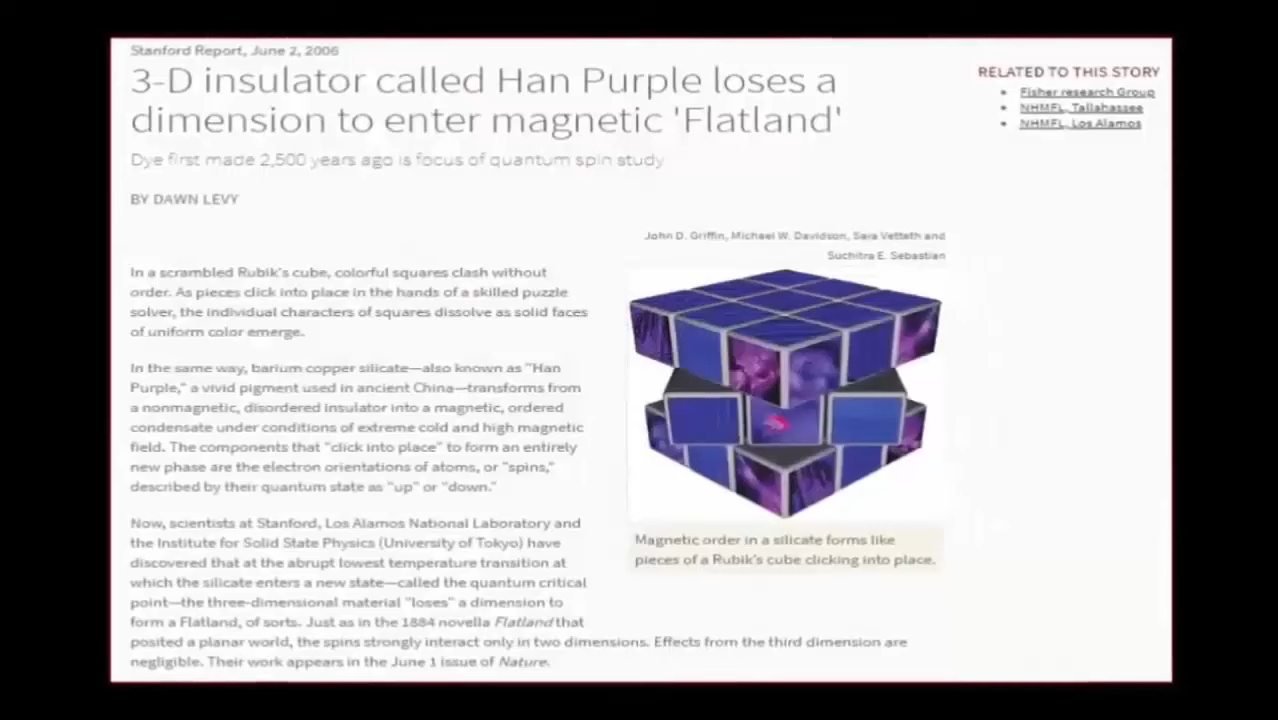 Stanford Report, June 2, 2006
3-D insulator called Han Purple loses a
dimension to enter magnetic 'Flatland'
Dye first made 2,500 years ago is focus of quantum spin study
BY DAWN LEVY
RELATED TO THIS STORY
Fisher research Group
NHMFL, Tallahassee
NHMFL, Los Alamos
John D. Griffin, Michael W. Davidson, Sara Vetteth and
Suchitra E. Sebastian
In a scrambled Rubik's cube, colorful squares clash without
order. As pieces click into place in the hands of a skilled puzzle
solver, the individual characters of squares dissolve as solid faces
of uniform color emerge.
In the same way, barium copper silicate—also known as "Han
Purple," a vivid pigment used in ancient China—transforms from
a nonmagnetic, disordered insulator into a magnetic, ordered
condensate under conditions of extreme cold and high magnetic
field. The components that "click into place" to form an entirely
new phase are the electron orientations of atoms, or "spins,"
described by their quantum state as "up" or "down."
Magnetic order in a silicate forms like
pieces of a Rubik's cube clicking into place.
Now, scientists at Stanford, Los Alamos National Laboratory and
the Institute for Solid State Physics (University of Tokyo) have
discovered that at the abrupt lowest temperature transition at
which the silicate enters a new state—called the quantum critical
point—the three-dimensional material "loses" a dimension to
form a Flatland, of sorts. Just as in the 1884 novella Flatland that
posited a planar world, the spins strongly interact only in two dimensions. Effects from the third dimension are
negligible. Their work appears in the June 1 issue of Nature.